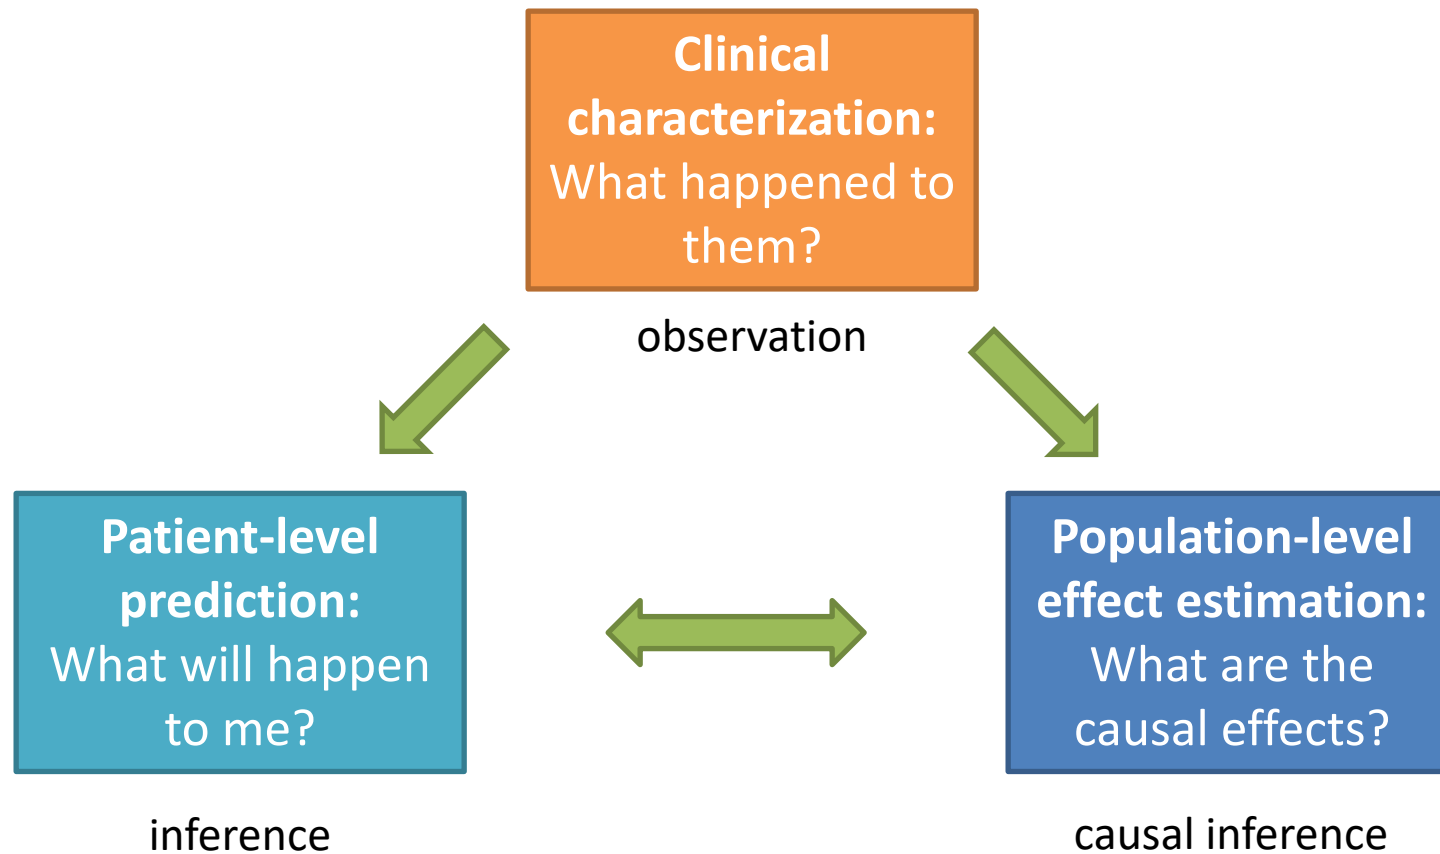 Clinical
characterization:
What happened to
them?
observation
Patient-level
prediction:
What will happen
to me?
inference
Population-level
effect estimation:
What are the
causal effects?
causal inference